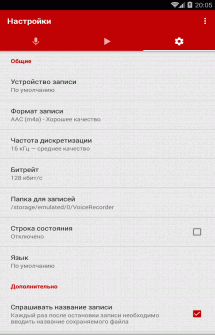 20:05
Настройки
Общие
Устройство записи
По умолчанию
Формат записи
AAC (m4a) - Хорошее качество
Частота дискретизации
16 кГц — среднее качество
Битрейт
128 кбит/с
Папка для записей
/storage/emulated/0/VoiceRecorder
Строка состояния
Отключено
Язык
По умолчанию
Дополнительно
Спрашивать название записи
Каждый раз после остановки записи необходимо
вводить название сохраняемого файла